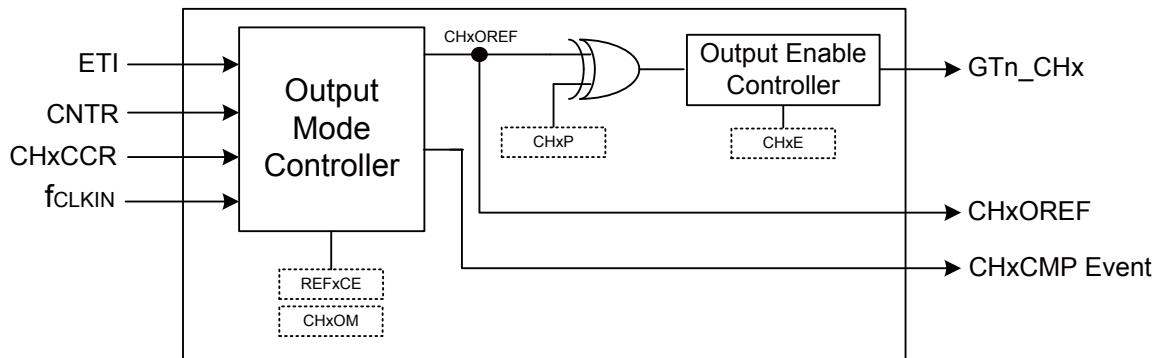 ETI
CNTR
CHxCCR
fCLKIN
Output
Mode
Controller
REFxCE
CHxOM
CHxOREF
CHxP
Output Enable
Controller
CHxE
GTn_CHx
CHxOREF
CHxCMP Event